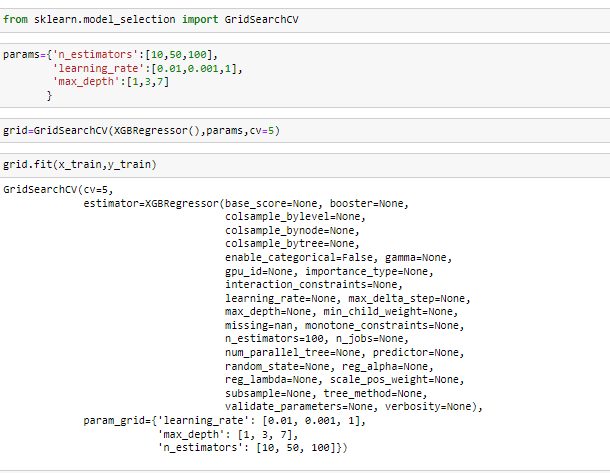 from sklearn.model_selection import GridSearchCV
params={'n_estimators':[10,50,100],
'learning_rate':[0.01,0.001,1],
'max_depth':[1,3,7]
}
grid=GridSearchCV(XGBRegressor(),params,cv=5)
grid.fit(x_train,y_train)
GridSearchCV(cv=5,
estimator=XGBRegressor(base_score=None, booster=None,
colsample_bylevel=None,
colsample_bynode=None,
colsample_bytree=None,
enable_categorical=False, gamma=None,
gpu_id=None, importance_type=None,
interaction_constraints=None,
learning_rate=None, max_delta_step=None,
max_depth=None, min_child_weight=None,
missing=nan, monotone_constraints=None,
n_estimators=100, n_jobs=None,
num_parallel_tree=None, predictor=None,
random_state=None, reg_alpha=None,
reg_lambda=None, scale_pos_weight=None,
subsample=None, tree_method=None,
validate_parameters=None, verbosity=None),
param_grid={'learning_rate': [0.01, 0.001, 1],
'max_depth': [1, 3, 7],
'n_estimators': [10, 50, 100]})